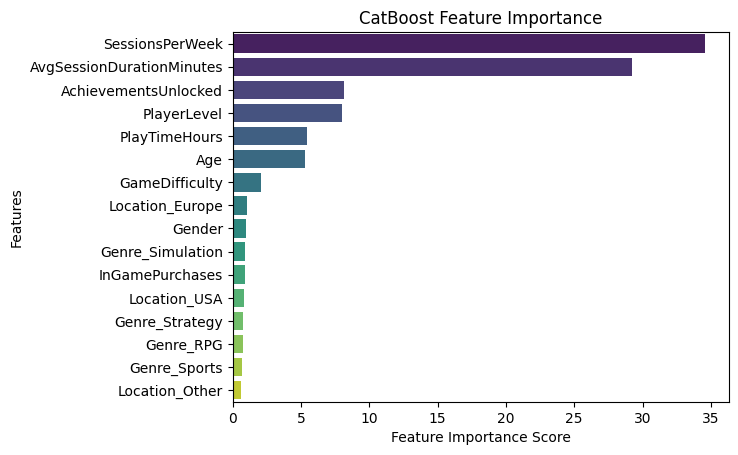 CatBoost Feature Importance
SessionsPerWeek
AvgSessionDurationMinutes
AchievementsUnlocked
PlayerLevel
PlayTimeHours
Age
GameDifficulty
Location_Europe
Gender
Genre_Simulation
InGamePurchases
Location_USA
Genre_Strategy
Genre_RPG
Genre_Sports
Location_Other
Features
0 5 10 15 20 25 30 35
Feature Importance Score